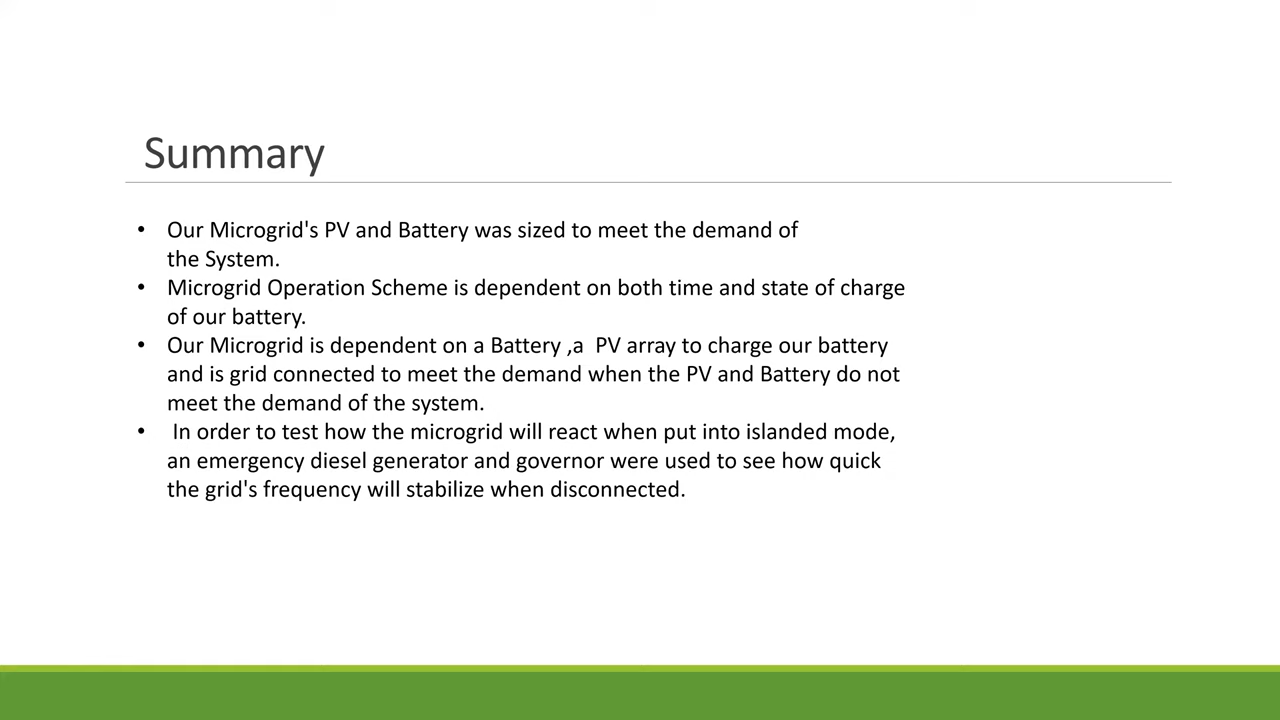 Summary
• Our Microgrid's PV and Battery was sized to meet the demand of
the System.
• Microgrid Operation Scheme is dependent on both time and state of charge
of our battery.
• Our Microgrid is dependent on a Battery ,a  PV array to charge our battery
and is grid connected to meet the demand when the PV and Battery do not
meet the demand of the system.
•  In order to test how the microgrid will react when put into islanded mode,
an emergency diesel generator and governor were used to see how quick
the grid's frequency will stabilize when disconnected.